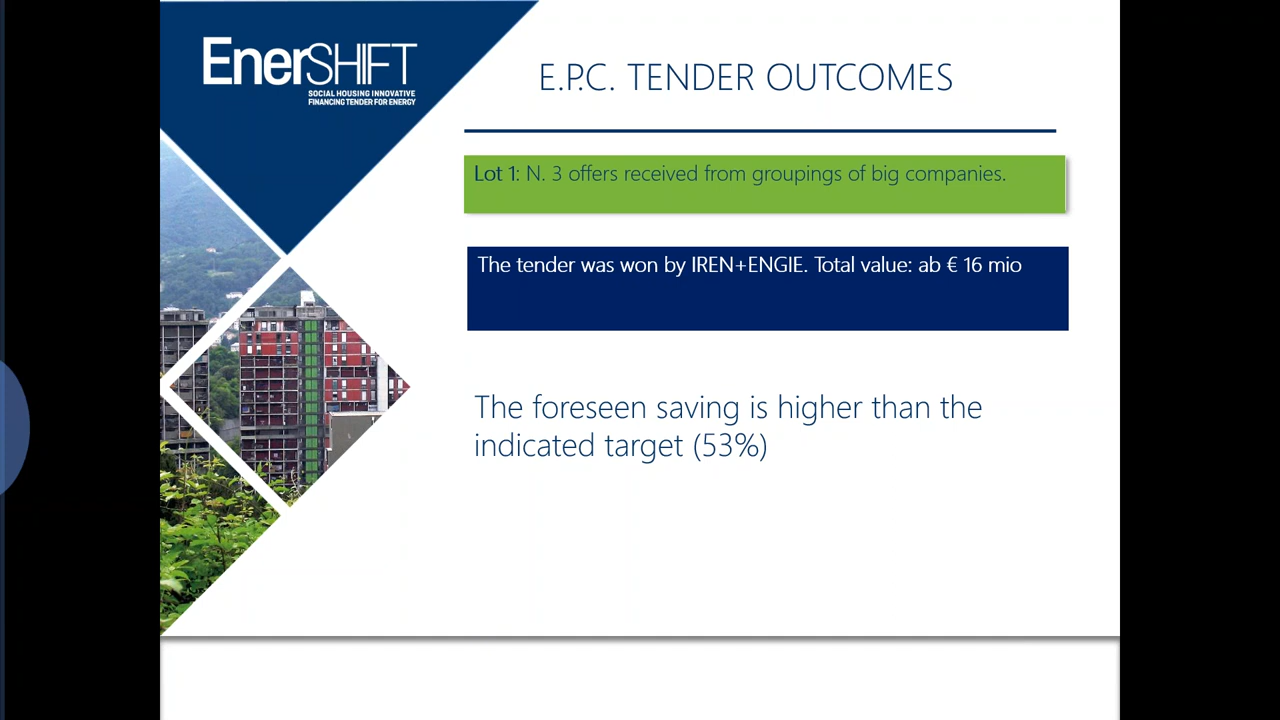 EnerSHIFT
SOCIAL HOUSING INNOVATIVE
FINANCING TENDER FOR ENERGY
E.P.C. TENDER OUTCOMES
Lot 1: N. 3 offers received from groupings of big companies.
The tender was won by IREN+ENGIE. Total value: ab € 16 mio
The foreseen saving is higher than the
indicated target (53%)